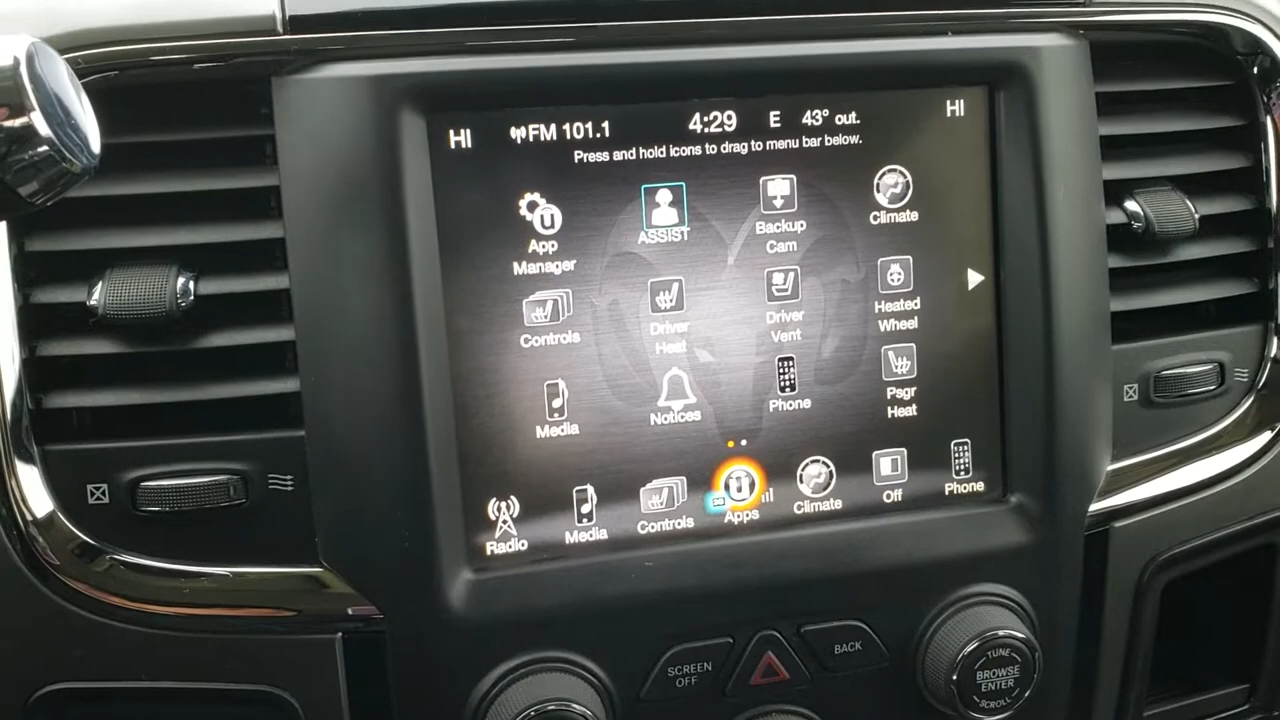 HI FM 101.1 4:29 E 43° out. HI
Press and hold icons to drag to menu bar below.
App
Manager
ASSIST
Backup
Cam
Climate
Controls
Driver
Heat
Driver
Vent
Heated
Wheel
Media
Notices
Phone
Psgr
Heat
Radio
Media
Controls
Apps
Climate
Off
Phone
SCREEN
OFF
BACK
TUNE
BROWSE
ENTER
SCROLL